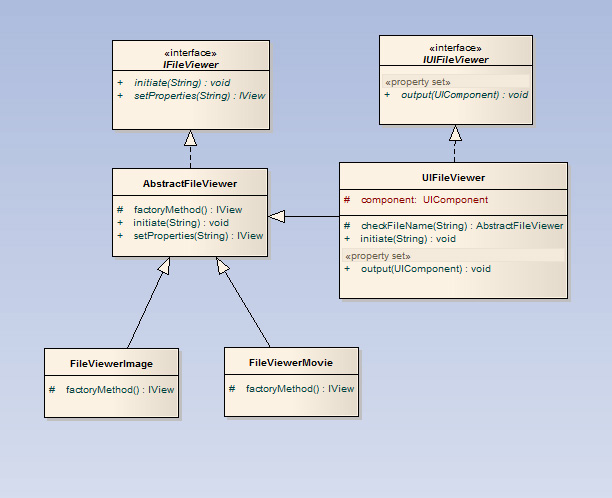 «interface»
IFileViewer
+ initiate(String) : void
+ setProperties(String) : IView
«interface»
IUIFileViewer
«property set»
+ output(UIComponent) : void
AbstractFileViewer
# factoryMethod() : IView
+ initiate(String) : void
+ setProperties(String) : IView
UIFileViewer
# component: UIComponent
# checkFileName(String) : AbstractFileViewer
+ initiate(String) : void
«property set»
+ output(UIComponent) : void
FileViewerImage
# factoryMethod() : IView
FileViewerMovie
# factoryMethod() : IView